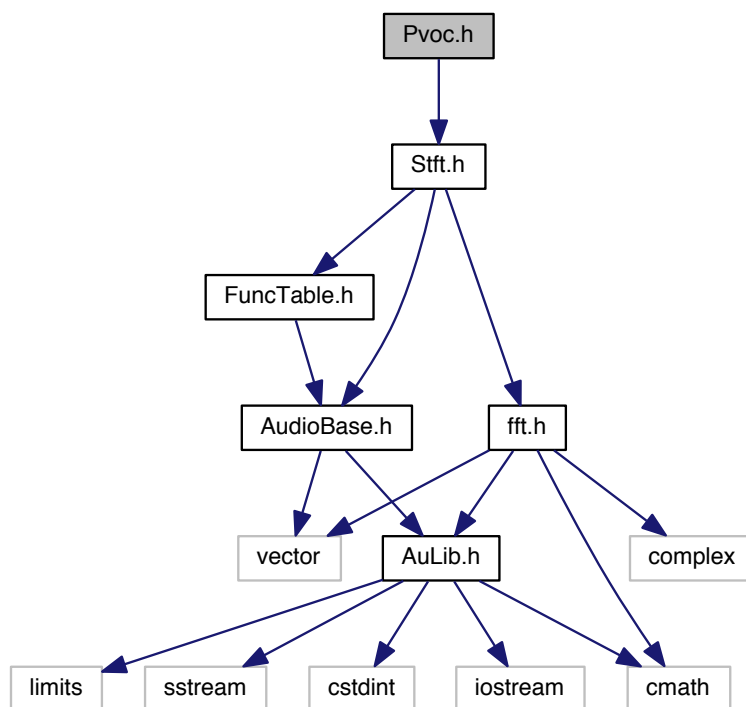 Pvoc.h
Stft.h
FuncTable.h
AudioBase.h fft.h
vector AuLib.h complex
limits sstream cstdint iostream cmath